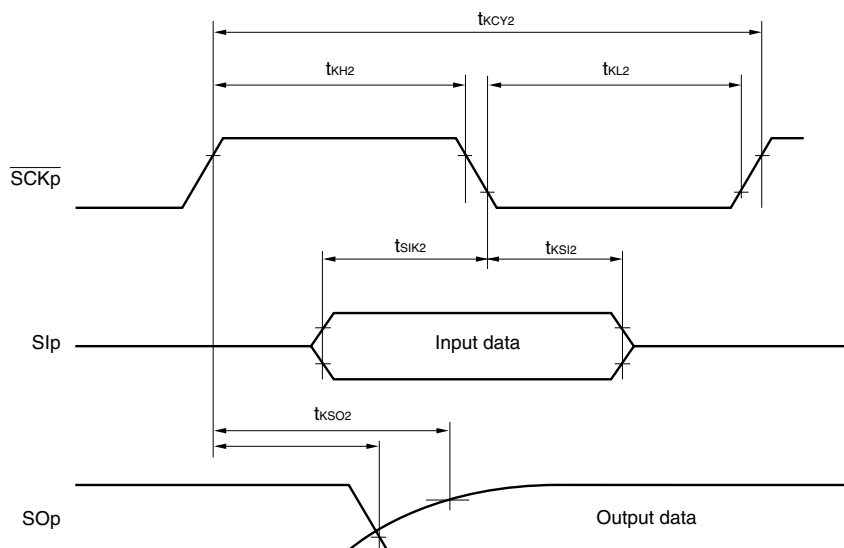 tKCY2
tKH2
tKL2
SCKp
tSIK2
tKSI2
SIp
Input data
tKSO2
SOp
Output data